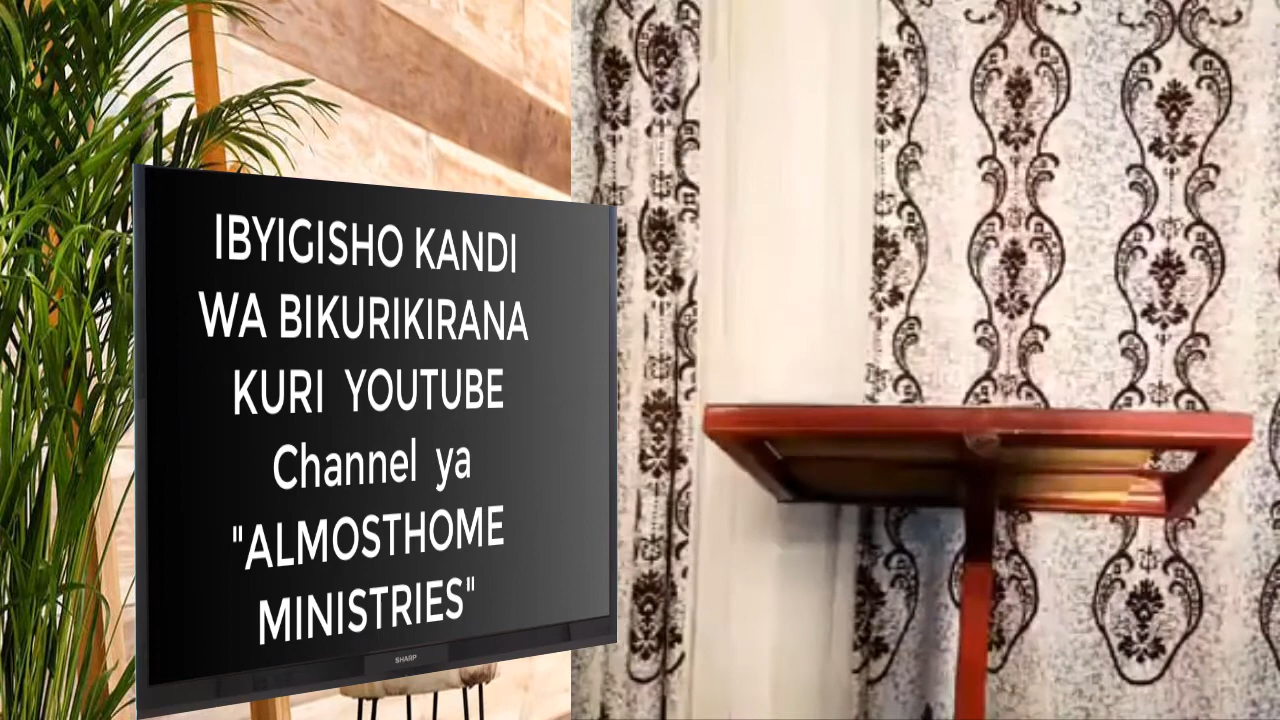 IBYIGISHO KANDI
WA BIKURIKIRANA
KURI YOUTUBE
Channel ya
"ALMOSTHOME
MINISTRIES"
SHARP